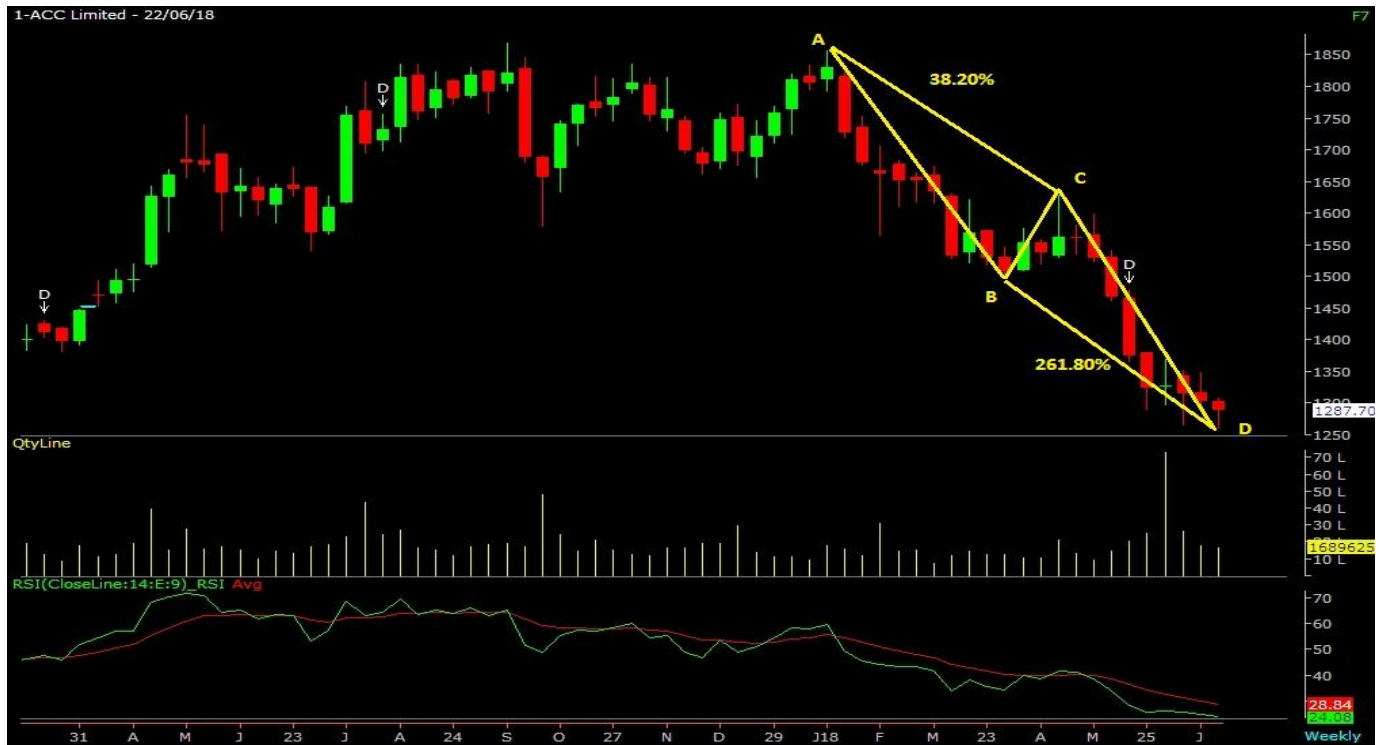 1-ACC Limited - 22/06/18
F7
1850
1800
1750
1700
1650
1600
1550
1500
1450
1400
1350
1300
1287.70
1250
A
38.20%
C
B
261.80%
D
D
D
D
QtyLine
70 L
60 L
50 L
40 L
30 L
1689625
10 L
RSI(CloseLine:14:E:9)_RSI Avg
70
60
50
40
28.84
24.08
31 A M J 23 J A 24 S O 27 N D 29 J18 F M 23 A M 25 J
Weekly